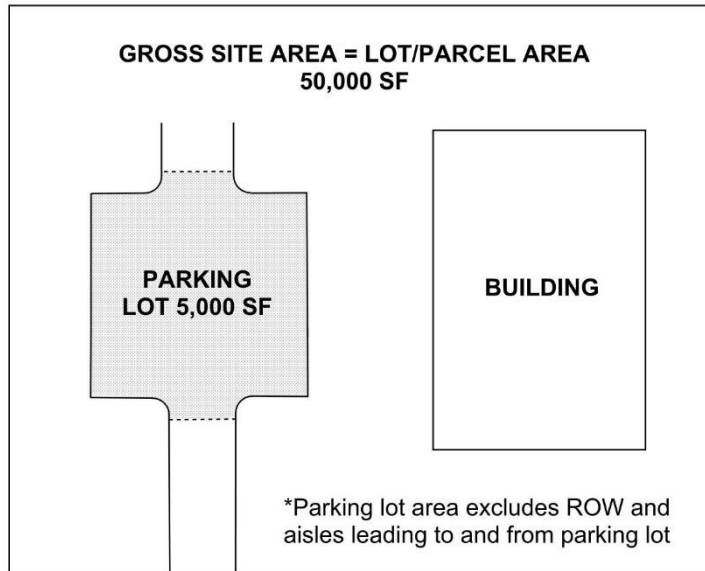 GROSS SITE AREA = LOT/PARCEL AREA
50,000 SF
PARKING
LOT 5,000 SF
BUILDING
*Parking lot area excludes ROW and
aisles leading to and from parking lot